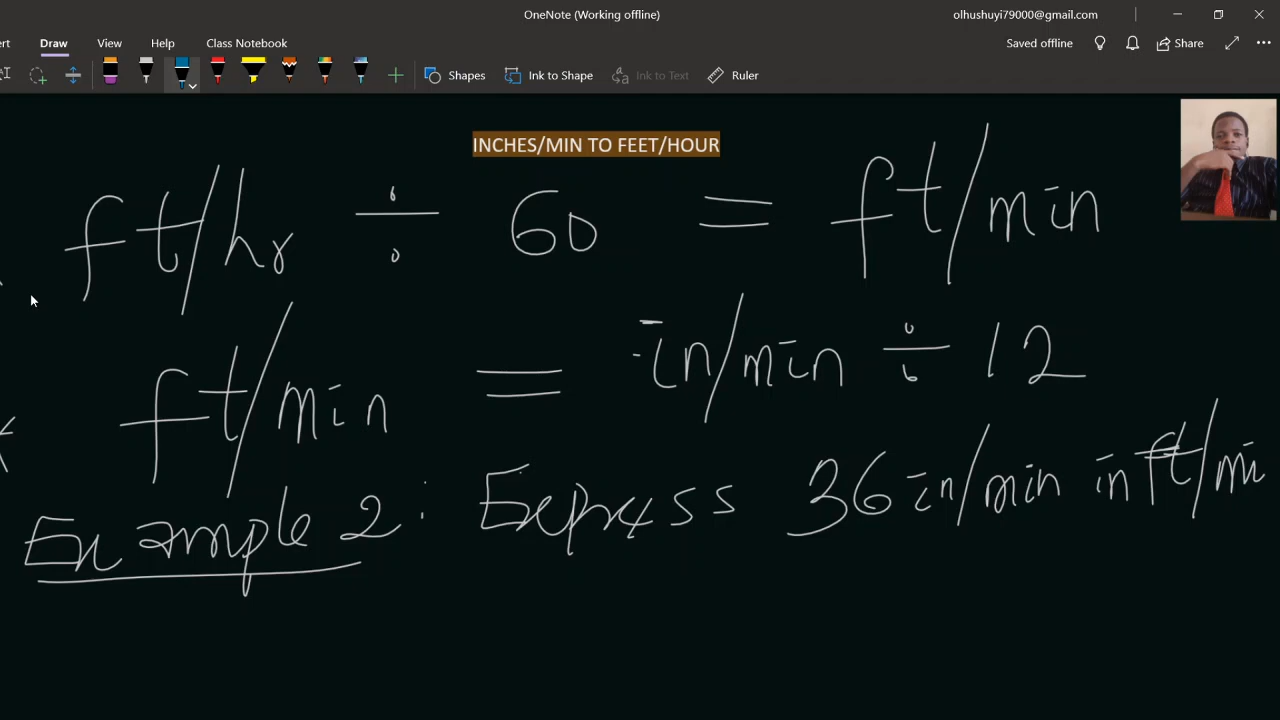 OneNote (Working offline)
olhushuyi79000@gmail.com
Draw View Help Class Notebook
Saved offline
Share
Shapes
Ink to Shape
Ink to Text
Ruler
INCHES/MIN TO FEET/HOUR
ft/hr ÷ 60 = ft/min
ft/min = in/min ÷ 12
Example 2: Express 36 in/min in ft/min